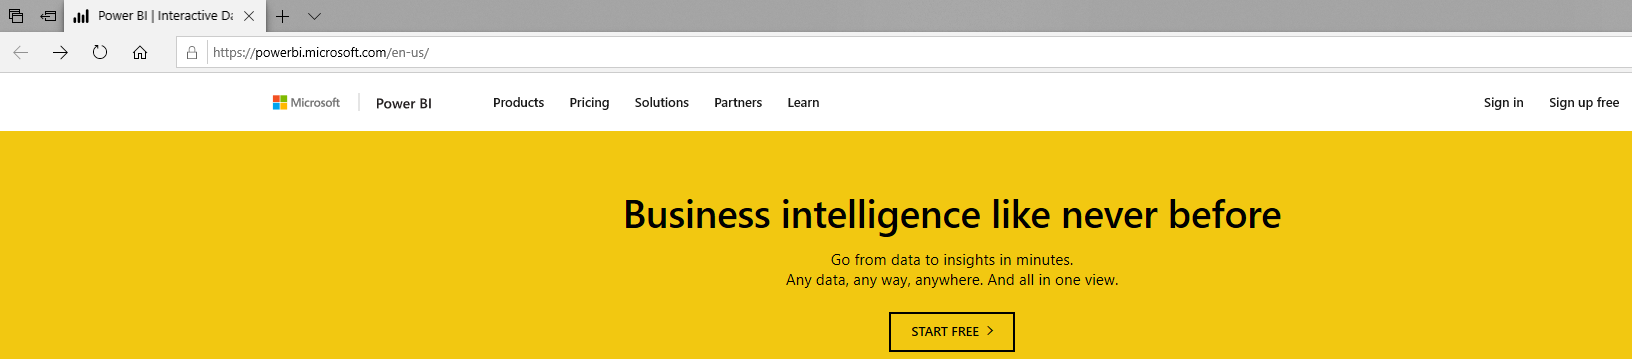 Power BI | Interactive Da
https://powerbi.microsoft.com/en-us/
Microsoft Power BI Products Pricing Solutions Partners Learn Sign in Sign up free
Business intelligence like never before
Go from data to insights in minutes.
Any data, any way, anywhere. And all in one view.
START FREE